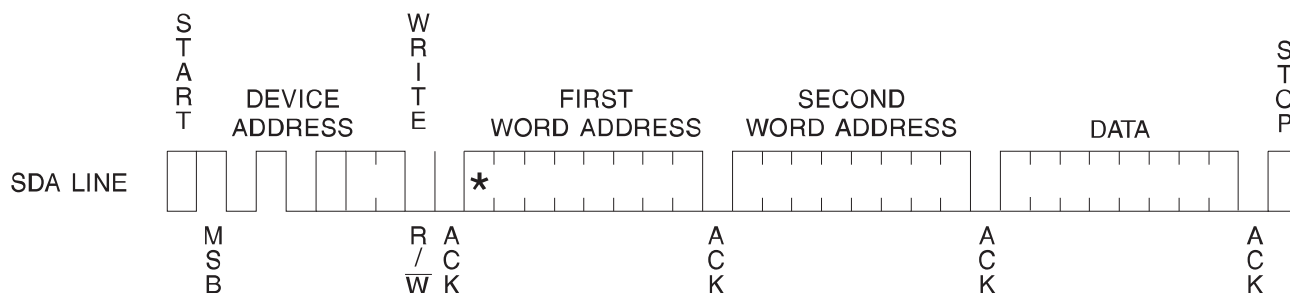 START
DEVICE
ADDRESS
WRITE
FIRST
WORD ADDRESS
SECOND
WORD ADDRESS
DATA
STOP
SDA LINE
*
MSB
R/W
ACK
ACK
ACK
ACK